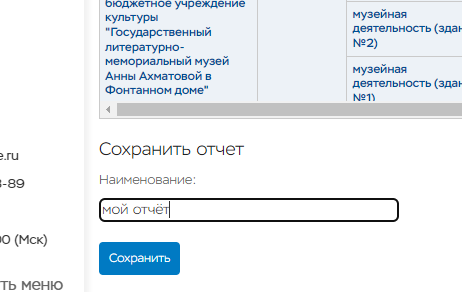 бюджетное учреждение
культуры
"Государственный
литературно-
мемориальный музей
Анны Ахматовой в
Фонтанном доме"
музейная
деятельность (здан
№2)
музейная
деятельность (здан
№1)
e.ru
-89
00 (Мск)
ть меню
Сохранить отчет
Наименование:
мой отчёт
Сохранить